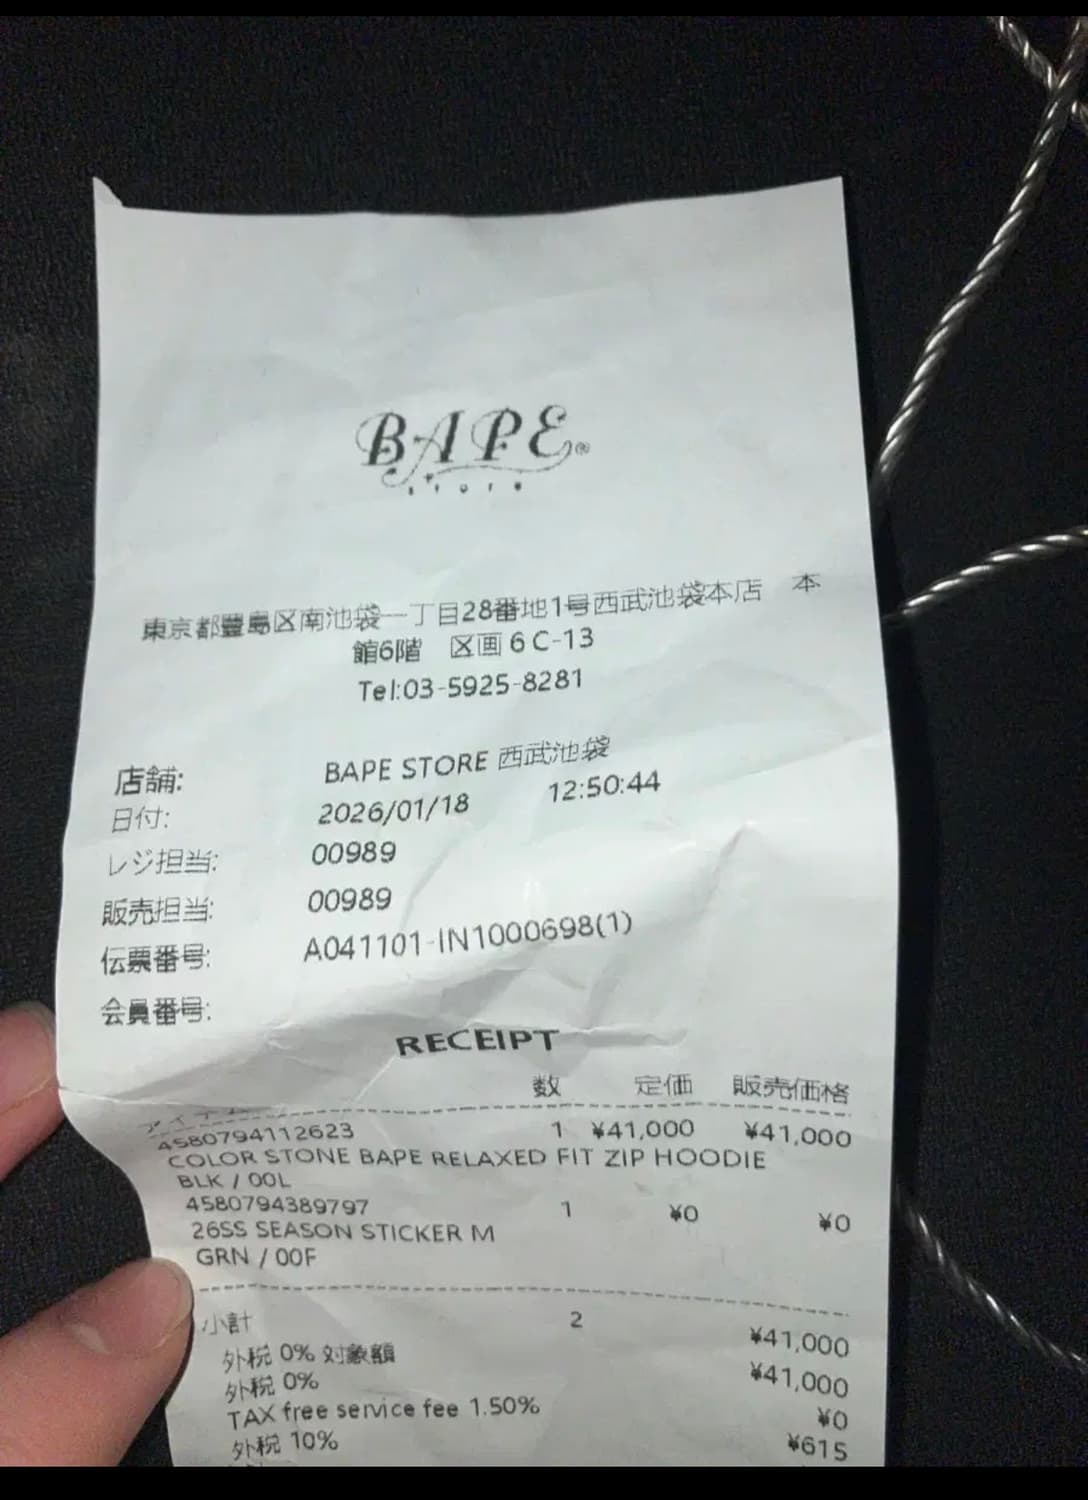 BAPE®
store
東京都豊島区南池袋一丁目28番地1号西武池袋本店 本
館6階 区画6C-13
Tel:03-5925-8281
店舗: BAPE STORE 西武池袋
日付: 2026/01/18 12:50:44
レジ担当: 00989
販売担当: 00989
伝票番号: A041101-IN1000698(1)
会員番号:
RECEIPT
アイテム 数 定価 販売価格
4580794112623 1 ¥41,000 ¥41,000
COLOR STONE BAPE RELAXED FIT ZIP HOODIE
BLK / 00L
4580794389797 1 ¥0 ¥0
26SS SEASON STICKER M
GRN / 00F
小計 2 ¥41,000
外税 0% 対象額 ¥41,000
外税 0% ¥0
TAX free service fee 1.50% ¥615
外税 10%